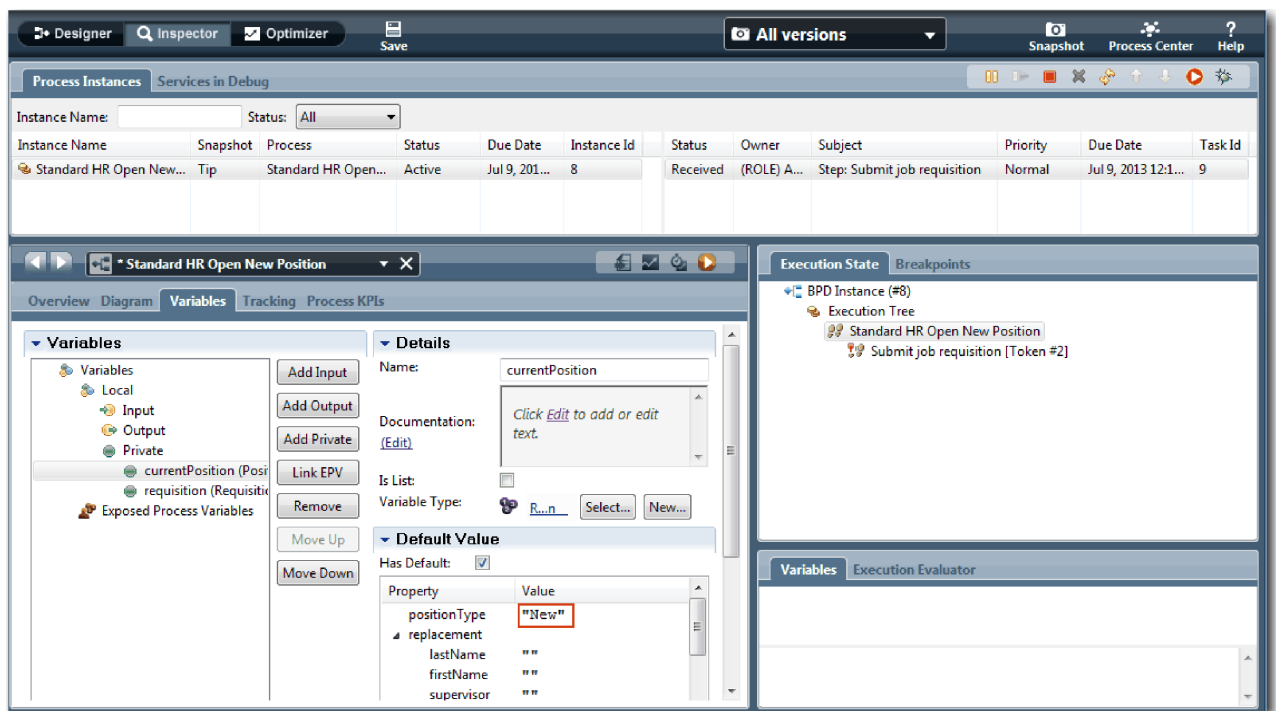 Designer Inspector Optimizer Save All versions Snapshot Process Center ? Help
Process Instances Services in Debug
Instance Name: Status: All
Instance Name Snapshot Process Status Due Date Instance Id Status Owner Subject Priority Due Date Task Id
Standard HR Open New... Tip Standard HR Open... Active Jul 9, 201... 8 Received (ROLE) A... Step: Submit job requisition Normal Jul 9, 2013 12:1... 9
* Standard HR Open New Position
Overview Diagram Variables Tracking Process KPIs
Variables
Variables
Local
Input
Output
Private
currentPosition (Posit
requisition (Requisitio
Exposed Process Variables
Add Input
Add Output
Add Private
Link EPV
Remove
Move Up
Move Down
Details
Name: currentPosition
Documentation:
(Edit)
Click Edit to add or edit
text.
Is List:
Variable Type: R...n Select... New...
Default Value
Has Default:
Property Value
positionType "New"
replacement
lastName ""
firstName ""
supervisor ""
Execution State Breakpoints
BPD Instance (#8)
Execution Tree
Standard HR Open New Position
Submit job requisition [Token #2]
Variables Execution Evaluator